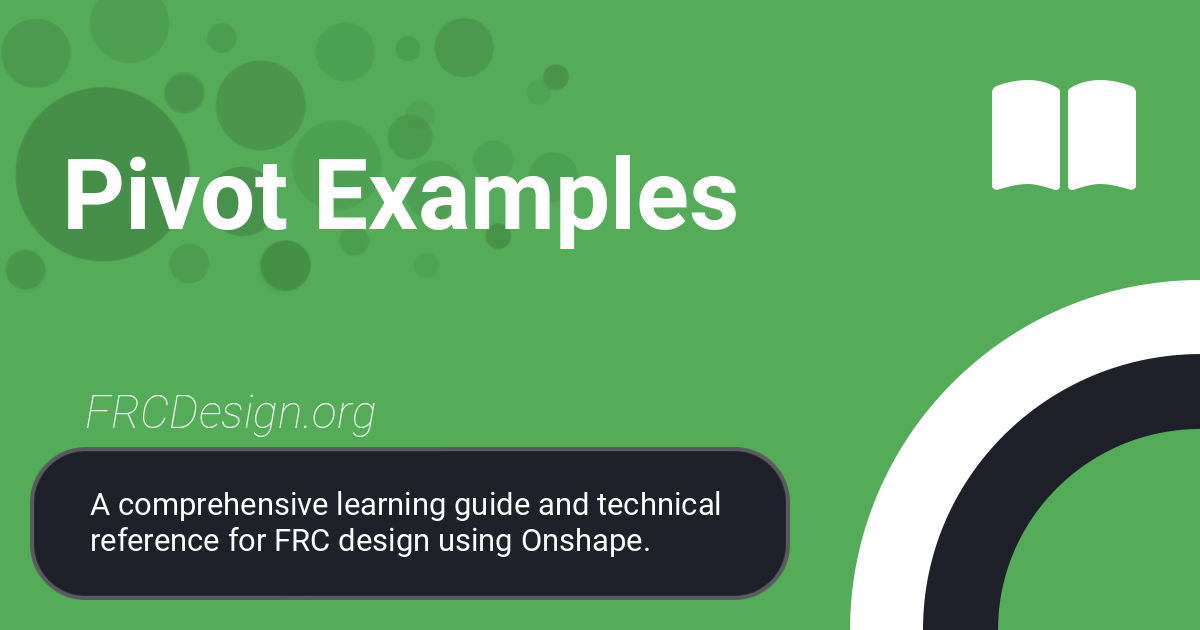 Pivot Examples
FRCDesign.org
A comprehensive learning guide and technical
reference for FRC design using Onshape.